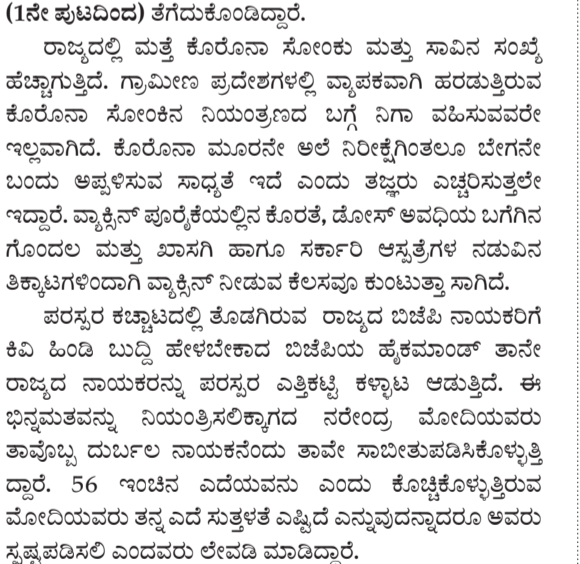 (1ನೇ ಪುಟದಿಂದ) ತೆಗೆದುಕೊಂಡಿದ್ದಾರೆ.
ರಾಜ್ಯದಲ್ಲಿ ಮತ್ತೆ ಕೊರೊನಾ ಸೋಂಕು ಮತ್ತು ಸಾವಿನ ಸಂಖ್ಯೆ
ಹೆಚ್ಚಾಗುತ್ತಿದೆ. ಗ್ರಾಮೀಣ ಪ್ರದೇಶಗಳಲ್ಲಿ ವ್ಯಾಪಕವಾಗಿ ಹರಡುತ್ತಿರುವ
ಕೊರೊನಾ ಸೋಂಕಿನ ನಿಯಂತ್ರಣದ ಬಗ್ಗೆ ನಿಗಾ ವಹಿಸುವವರೇ
ಇಲ್ಲವಾಗಿದೆ. ಕೊರೊನಾ ಮೂರನೇ ಅಲೆ ನಿರೀಕ್ಷೆಗಿಂತಲೂ ಬೇಗನೇ
ಬಂದು ಅಪ್ಪಳಿಸುವ ಸಾಧ್ಯತೆ ಇದೆ ಎಂದು ತಜ್ಞರು ಎಚ್ಚರಿಸುತ್ತಲೇ
ಇದ್ದಾರೆ. ವ್ಯಾಕ್ಸಿನ್ ಪೂರೈಕೆಯಲ್ಲಿನ ಕೊರತೆ, ಡೋಸ್ ಅವಧಿಯ ಬಗೆಗಿನ
ಗೊಂದಲ ಮತ್ತು ಖಾಸಗಿ ಹಾಗೂ ಸರ್ಕಾರಿ ಆಸ್ಪತ್ರೆಗಳ ನಡುವಿನ
ತಿಕ್ಕಾಟಗಳಿಂದಾಗಿ ವ್ಯಾಕ್ಸಿನ್ ನೀಡುವ ಕೆಲಸವೂ ಕುಂಟುತ್ತಾ ಸಾಗಿದೆ.
ಪರಸ್ಪರ ಕಚ್ಚಾಟದಲ್ಲಿ ತೊಡಗಿರುವ ರಾಜ್ಯದ ಬಿಜೆಪಿ ನಾಯಕರಿಗೆ
ಕಿವಿ ಹಿಂಡಿ ಬುದ್ದಿ ಹೇಳಬೇಕಾದ ಬಿಜೆಪಿಯ ಹೈಕಮಾಂಡ್ ತಾನೇ
ರಾಜ್ಯದ ನಾಯಕರನ್ನು ಪರಸ್ಪರ ಎತ್ತಿಕಟ್ಟಿ ಕಳ್ಳಾಟ ಆಡುತ್ತಿದೆ. ಈ
ಭಿನ್ನಮತವನ್ನು ನಿಯಂತ್ರಿಸಲಿಕ್ಕಾಗದ ನರೇಂದ್ರ ಮೋದಿಯವರು
ತಾವೊಬ್ಬ ದುರ್ಬಲ ನಾಯಕನೆಂದು ತಾವೇ ಸಾಬೀತುಪಡಿಸಿಕೊಳ್ಳುತ್ತಿ
ದ್ದಾರೆ. 56 ಇಂಚಿನ ಎದೆಯವನು ಎಂದು ಕೊಚ್ಚಿಕೊಳ್ಳುತ್ತಿರುವ
ಮೋದಿಯವರು ತನ್ನ ಎದೆ ಸುತ್ತಳತೆ ಎಷ್ಟಿದೆ ಎನ್ನುವುದನ್ನಾದರೂ ಅವರು
ಸ್ಪಷ್ಟಪಡಿಸಲಿ ಎಂದವರು ಲೇವಡಿ ಮಾಡಿದ್ದಾರೆ.